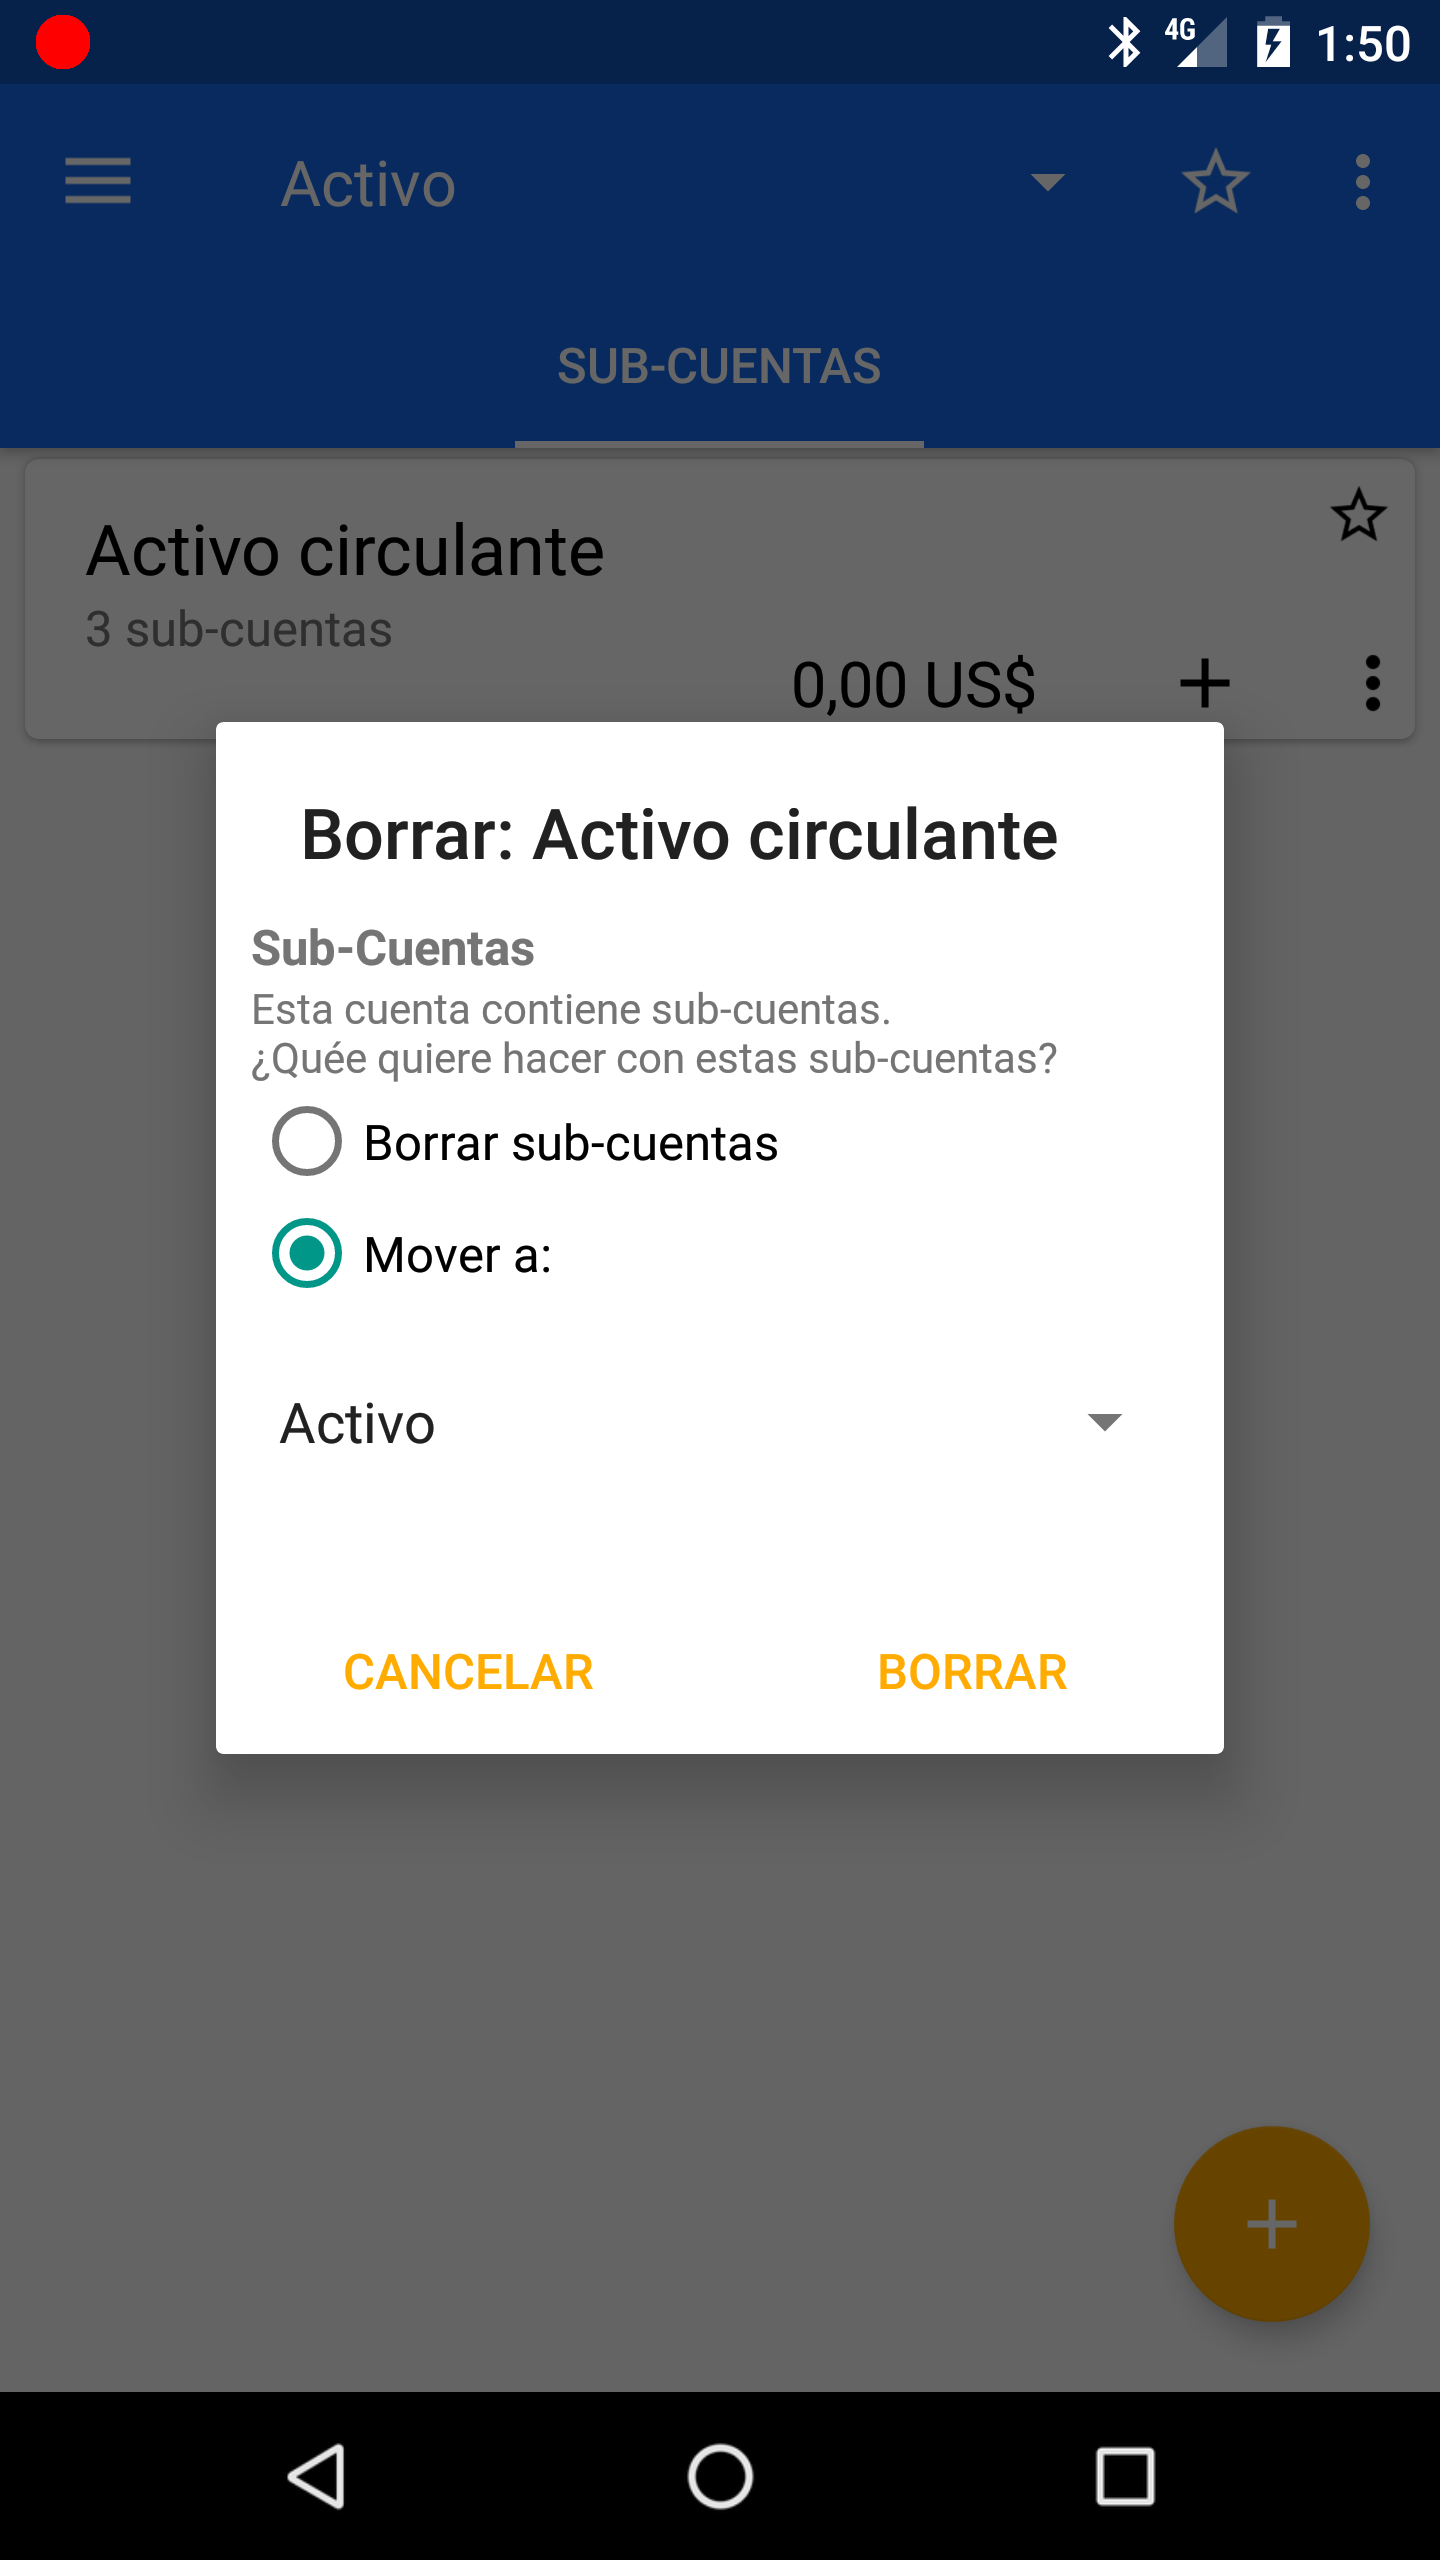 4G 1:50
Activo
SUB-CUENTAS
Activo circulante
3 sub-cuentas
0,00 US$
Borrar: Activo circulante
Sub-Cuentas
Esta cuenta contiene sub-cuentas.
¿Quée quiere hacer con estas sub-cuentas?
Borrar sub-cuentas
Mover a:
Activo
CANCELAR BORRAR